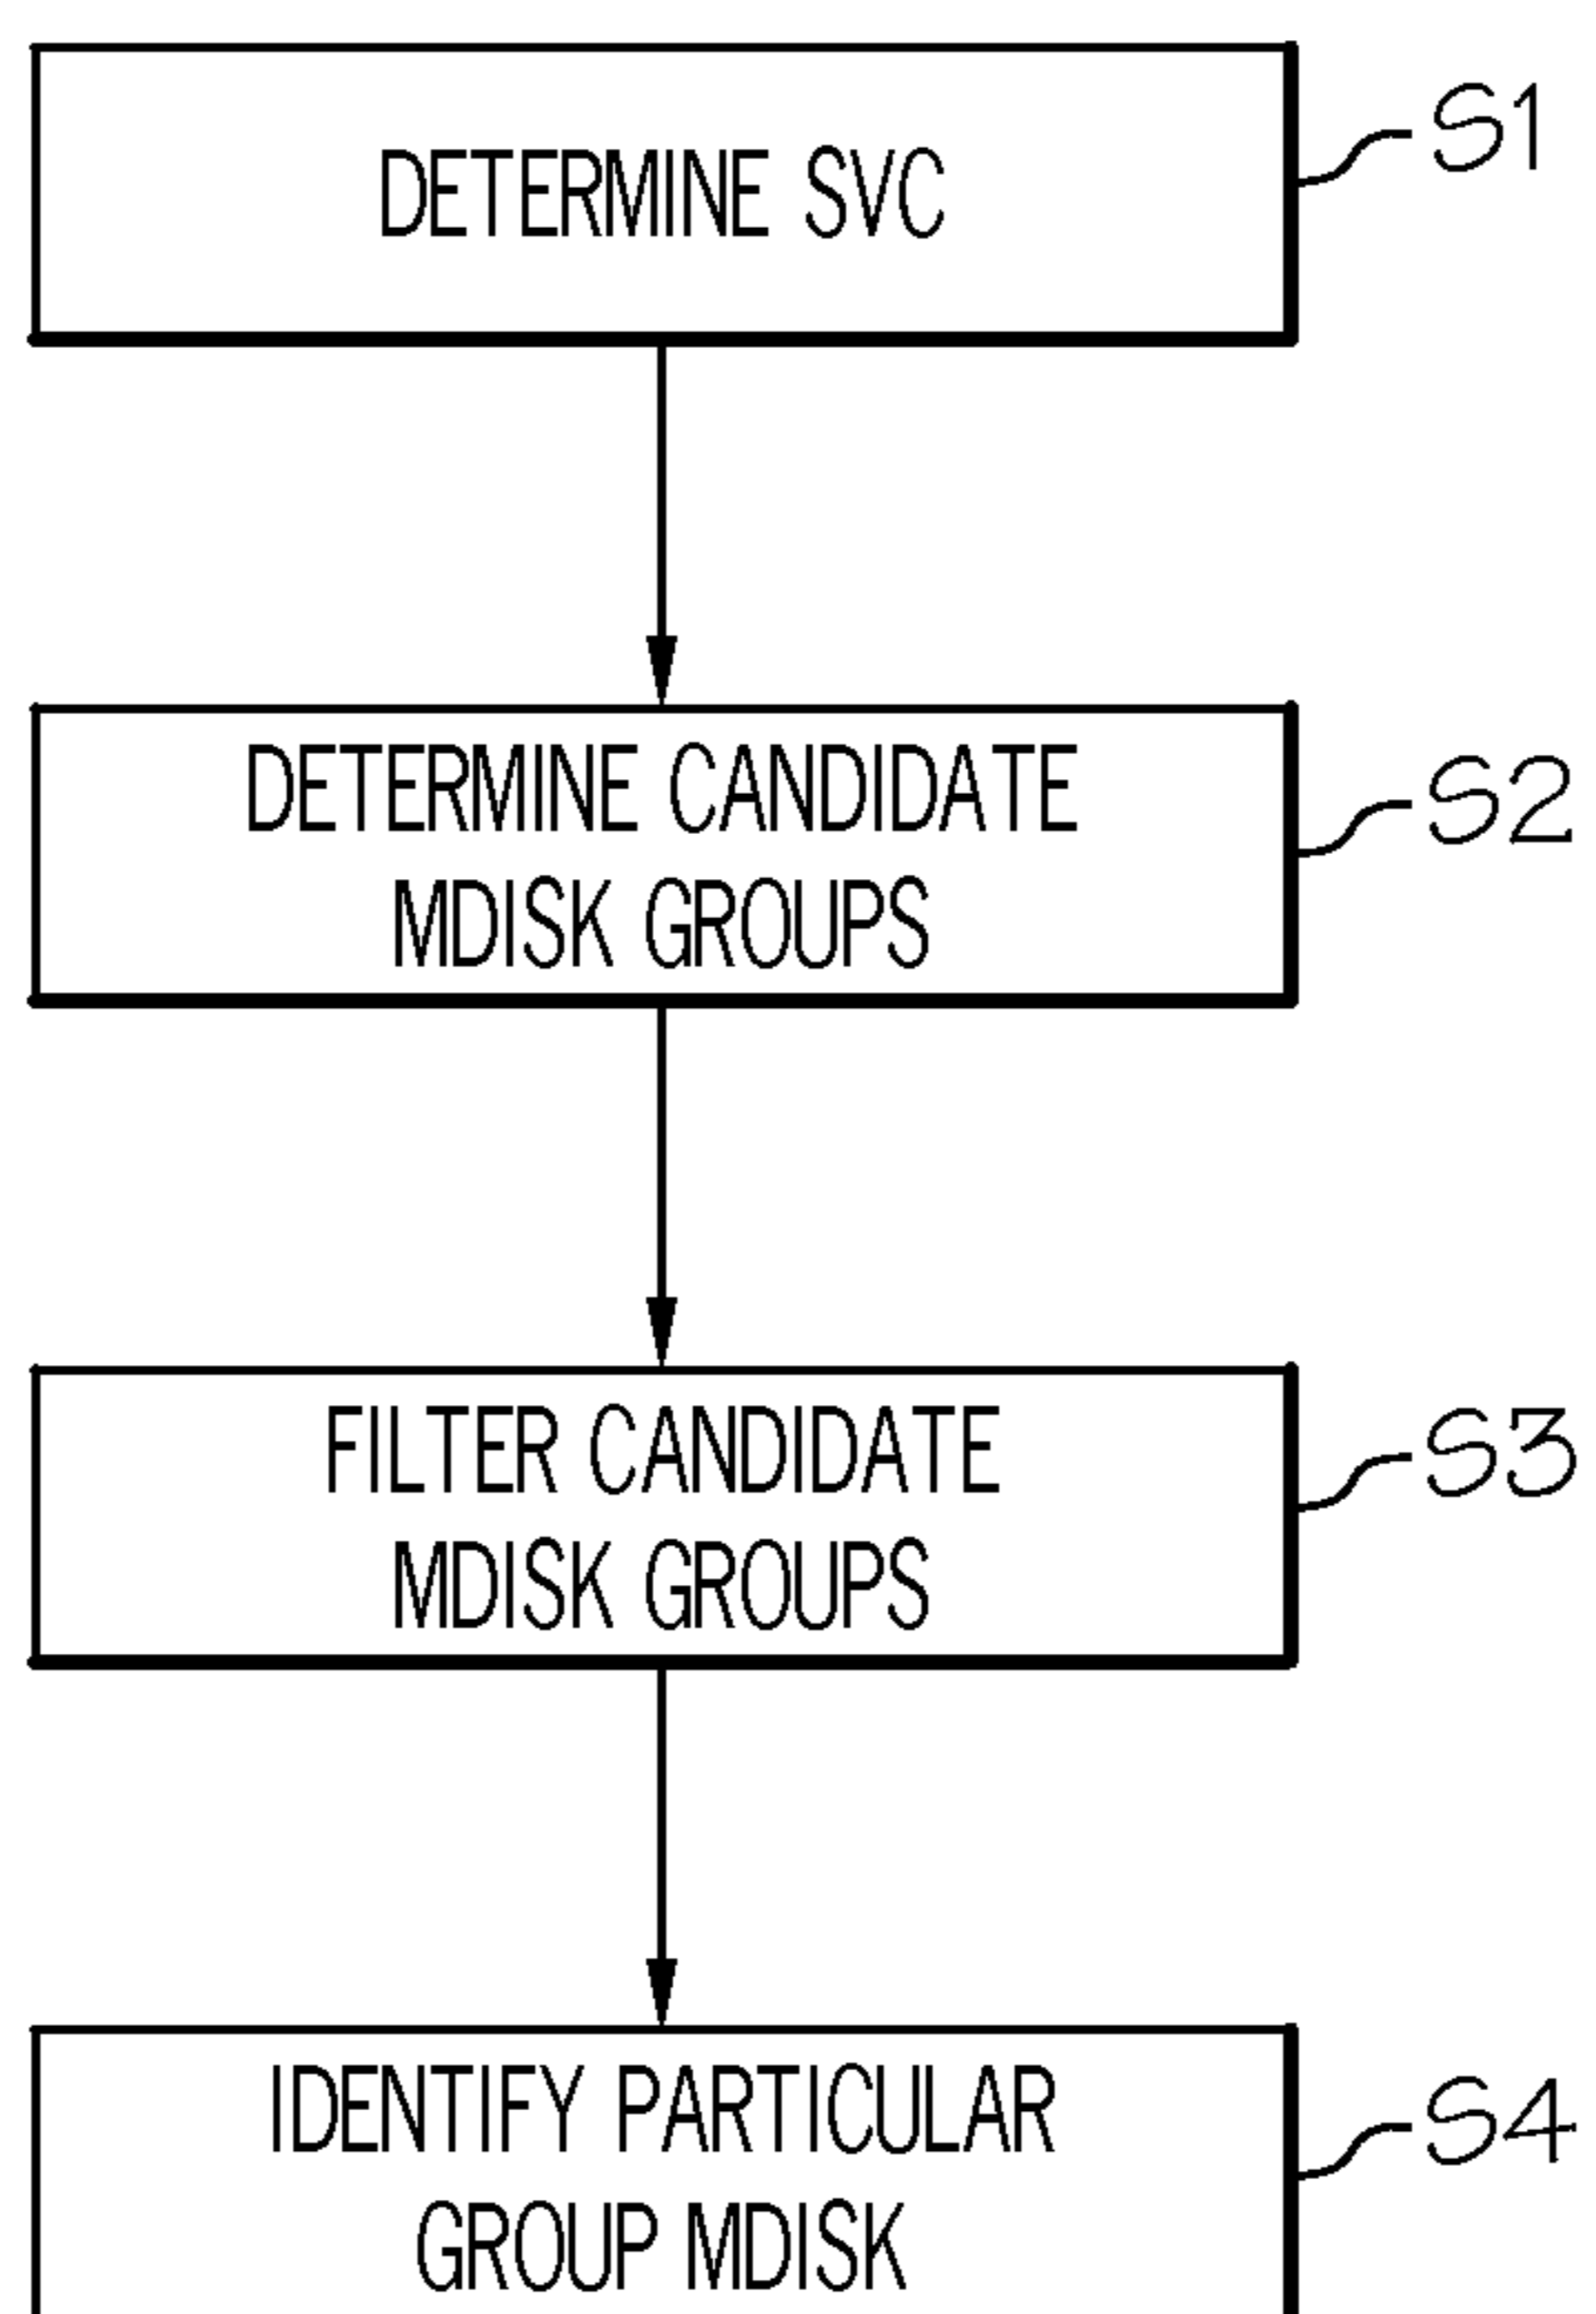 DETERMINE SVC
S1
DETERMINE CANDIDATE
MDISK GROUPS
S2
FILTER CANDIDATE
MDISK GROUPS
S3
IDENTIFY PARTICULAR
GROUP MDISK
S4